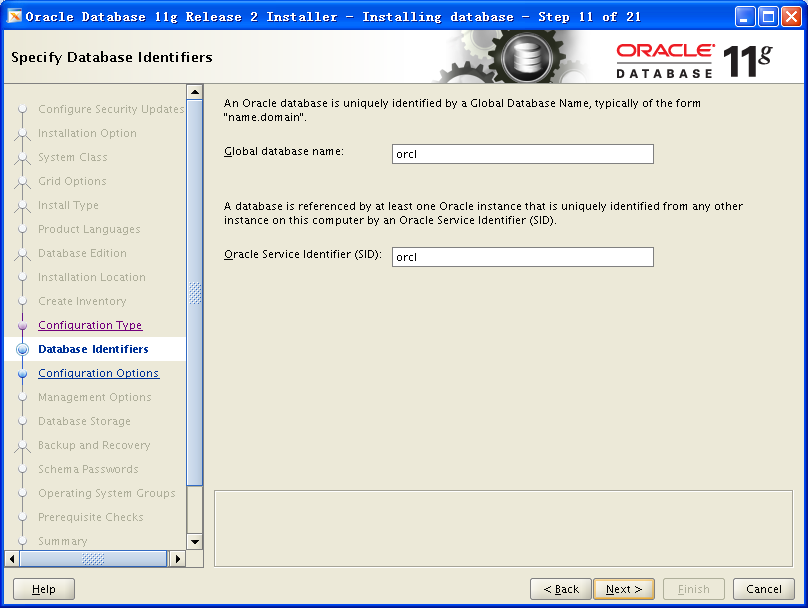 Oracle Database 11g Release 2 Installer - Installing database - Step 11 of 21
Specify Database Identifiers
ORACLE
DATABASE 11g
Configure Security Updates
Installation Option
System Class
Grid Options
Install Type
Product Languages
Database Edition
Installation Location
Create Inventory
Configuration Type
Database Identifiers
Configuration Options
Management Options
Database Storage
Backup and Recovery
Schema Passwords
Operating System Groups
Prerequisite Checks
Summary
An Oracle database is uniquely identified by a Global Database Name, typically of the form
"name.domain".
Global database name: orcl
A database is referenced by at least one Oracle instance that is uniquely identified from any other
instance on this computer by an Oracle Service Identifier (SID).
Oracle Service Identifier (SID): orcl
Help
< Back
Next >
Finish
Cancel